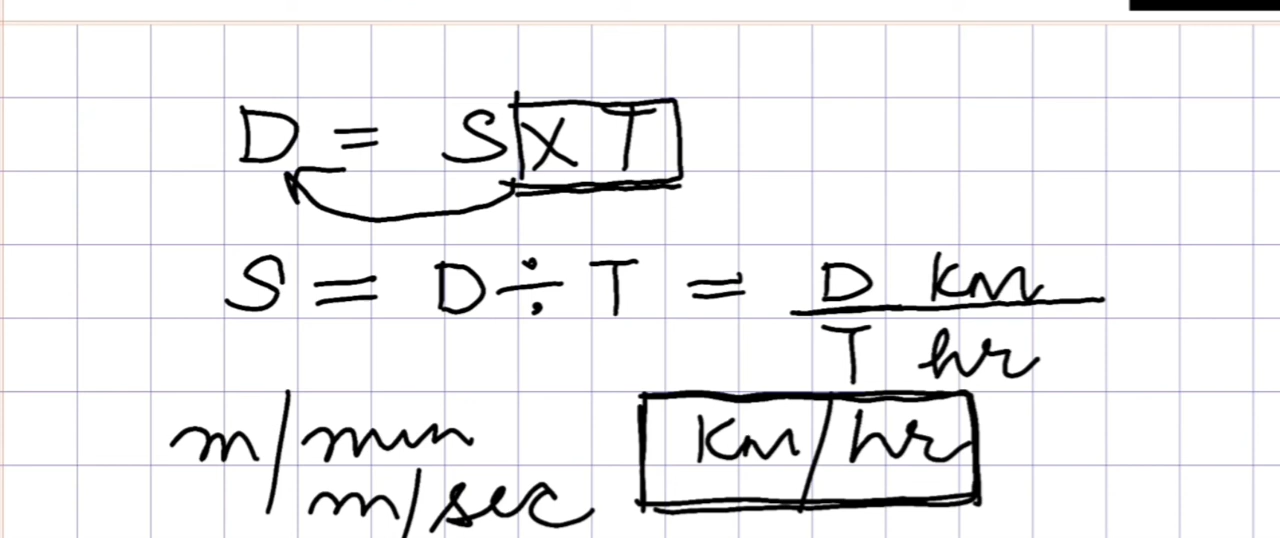 D = S X T
S = D ÷ T = D km
T hr
m/min km/hr
m/sec